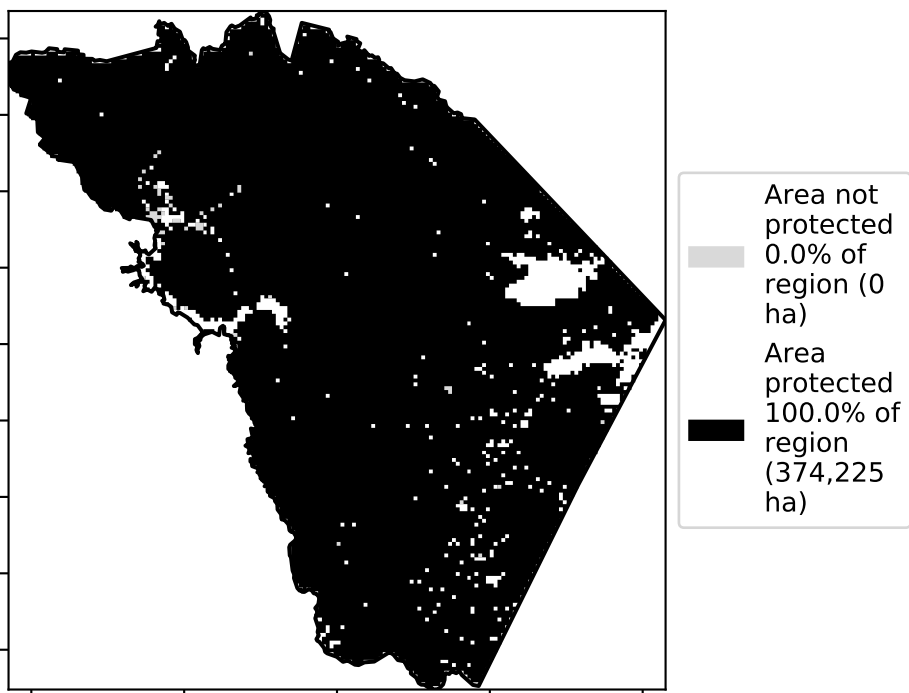 Area not
protected
0.0% of
region (0
ha)
Area
protected
100.0% of
region
(374,225
ha)